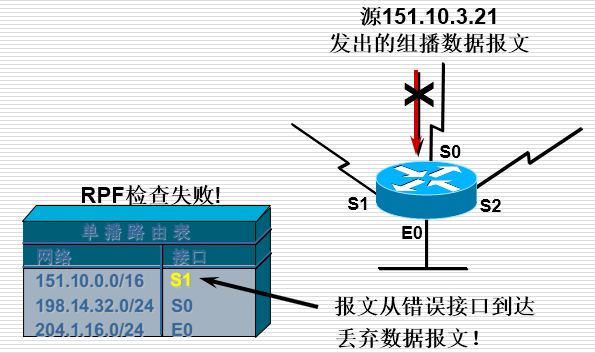 源151.10.3.21
发出的组播数据报文
S0
S1
S2
E0
RPF检查失败!
单播路由表
网络 接口
151.10.0.0/16 S1
198.14.32.0/24 S0
204.1.16.0/24 E0
报文从错误接口到达
丢弃数据报文!